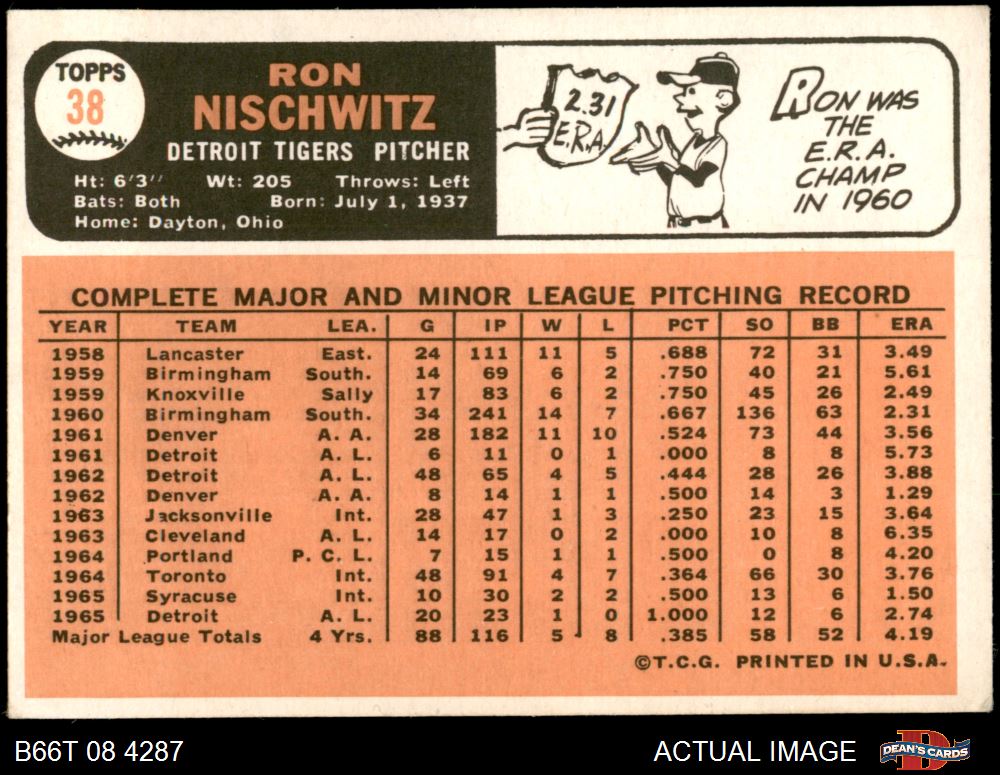 TOPPS
38
RON
NISCHWITZ
DETROIT TIGERS PITCHER
Ht: 6'3" Wt: 205 Throws: Left
Bats: Both Born: July 1, 1937
Home: Dayton, Ohio
2.31
E.R.A.
RON WAS
THE
E.R.A.
CHAMP
IN 1960
COMPLETE MAJOR AND MINOR LEAGUE PITCHING RECORD
YEAR TEAM LEA. G IP W L PCT SO BB ERA
1958 Lancaster East. 24 111 11 5 .688 72 31 3.49
1959 Birmingham South. 14 69 6 2 .750 40 21 5.61
1959 Knoxville Sally 17 83 6 2 .750 45 26 2.49
1960 Birmingham South. 34 241 14 7 .667 136 63 2.31
1961 Denver A. A. 28 182 11 10 .524 73 44 3.56
1961 Detroit A. L. 6 11 0 1 .000 8 8 5.73
1962 Detroit A. L. 48 65 4 5 .444 28 26 3.88
1962 Denver A. A. 8 14 1 1 .500 14 3 1.29
1963 Jacksonville Int. 28 47 1 3 .250 23 15 3.64
1963 Cleveland A. L. 14 17 0 2 .000 10 8 6.35
1964 Portland P. C. L. 7 15 1 1 .500 0 8 4.20
1964 Toronto Int. 48 91 4 7 .364 66 30 3.76
1965 Syracuse Int. 10 30 2 2 .500 13 6 1.50
1965 Detroit A. L. 20 23 1 0 1.000 12 6 2.74
Major League Totals 4 Yrs. 88 116 5 8 .385 58 52 4.19
©T.C.G. PRINTED IN U.S.A.
B66T 08 4287 ACTUAL IMAGE DEAN'S CARDS